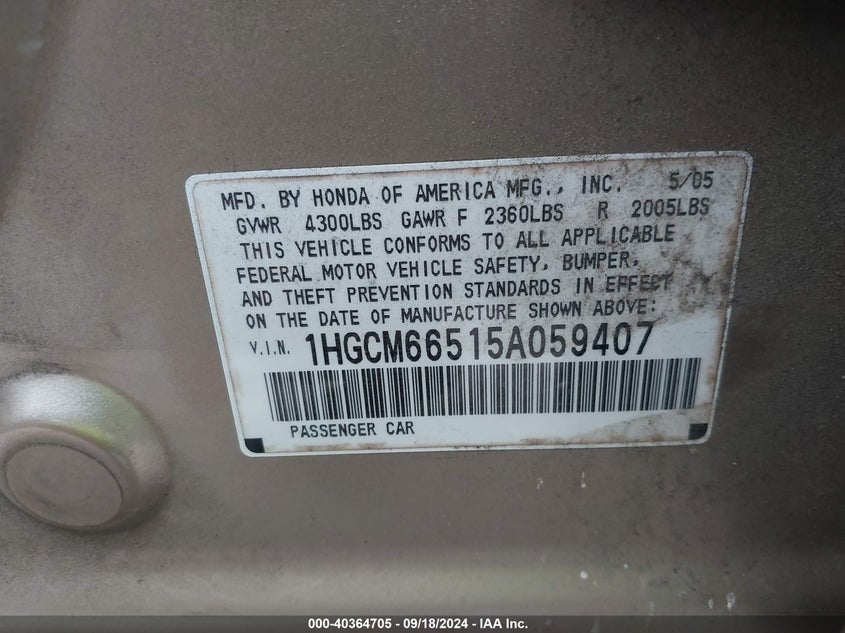 MFD. BY HONDA OF AMERICA MFG., INC. 5/05
GVWR 4300LBS GAWR F 2360LBS R 2005LBS
THIS VEHICLE CONFORMS TO ALL APPLICABLE
FEDERAL MOTOR VEHICLE SAFETY, BUMPER,
AND THEFT PREVENTION STANDARDS IN EFFECT
ON THE DATE OF MANUFACTURE SHOWN ABOVE:
V.I.N. 1HGCM66515A059407
PASSENGER CAR
000-40364705 - 09/18/2024 - IAA Inc.